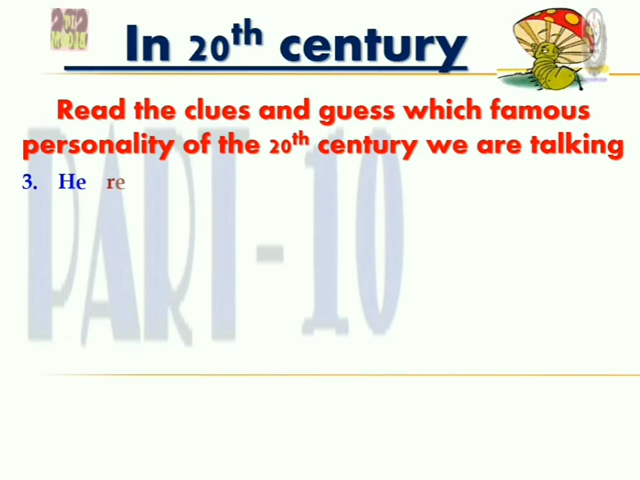 In 20th century
Read the clues and guess which famous
personality of the 20th century we are talking
3. He re
PART-10